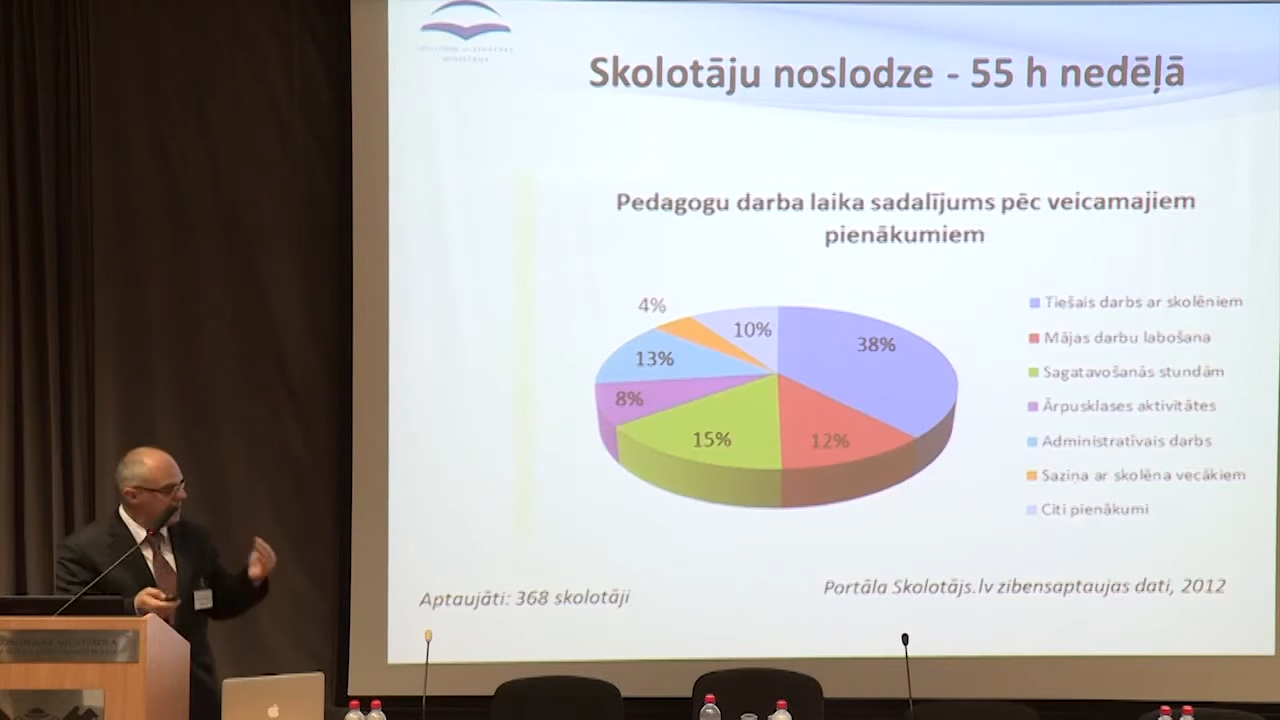 Skolotāju noslodze - 55 h nedēļā
Pedagogu darba laika sadalījums pēc veicamajiem
pienākumiem
4%
10%
38%
13%
8%
15%
12%
Tiešais darbs ar skolēniem
Mājas darbu labošana
Sagatavošanās stundām
Ārpusklases aktivitātes
Administratīvais darbs
Saziņa ar skolēna vecākiem
Citi pienākumi
Aptaujāti: 368 skolotāji
Portāla Skolotājs.lv zibensaptaujas dati, 2012